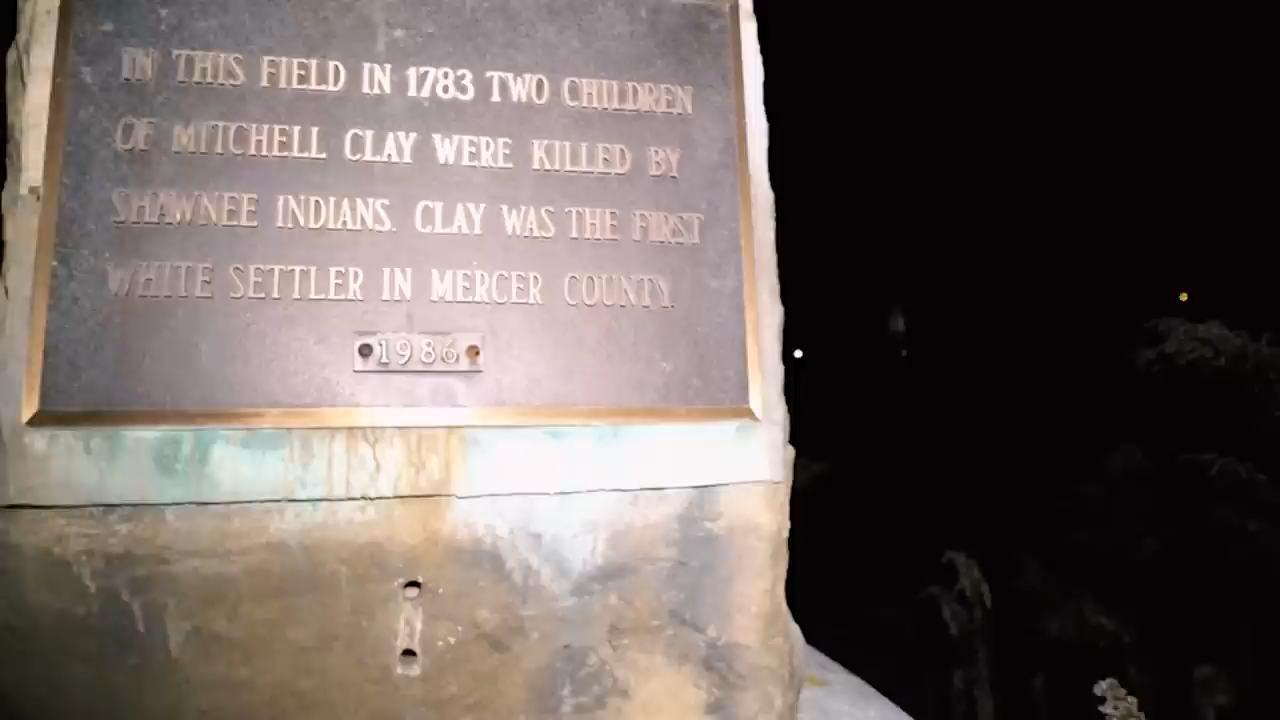 IN THIS FIELD IN 1783 TWO CHILDREN
OF MITCHELL CLAY WERE KILLED BY
SHAWNEE INDIANS. CLAY WAS THE FIRST
WHITE SETTLER IN MERCER COUNTY.
1986